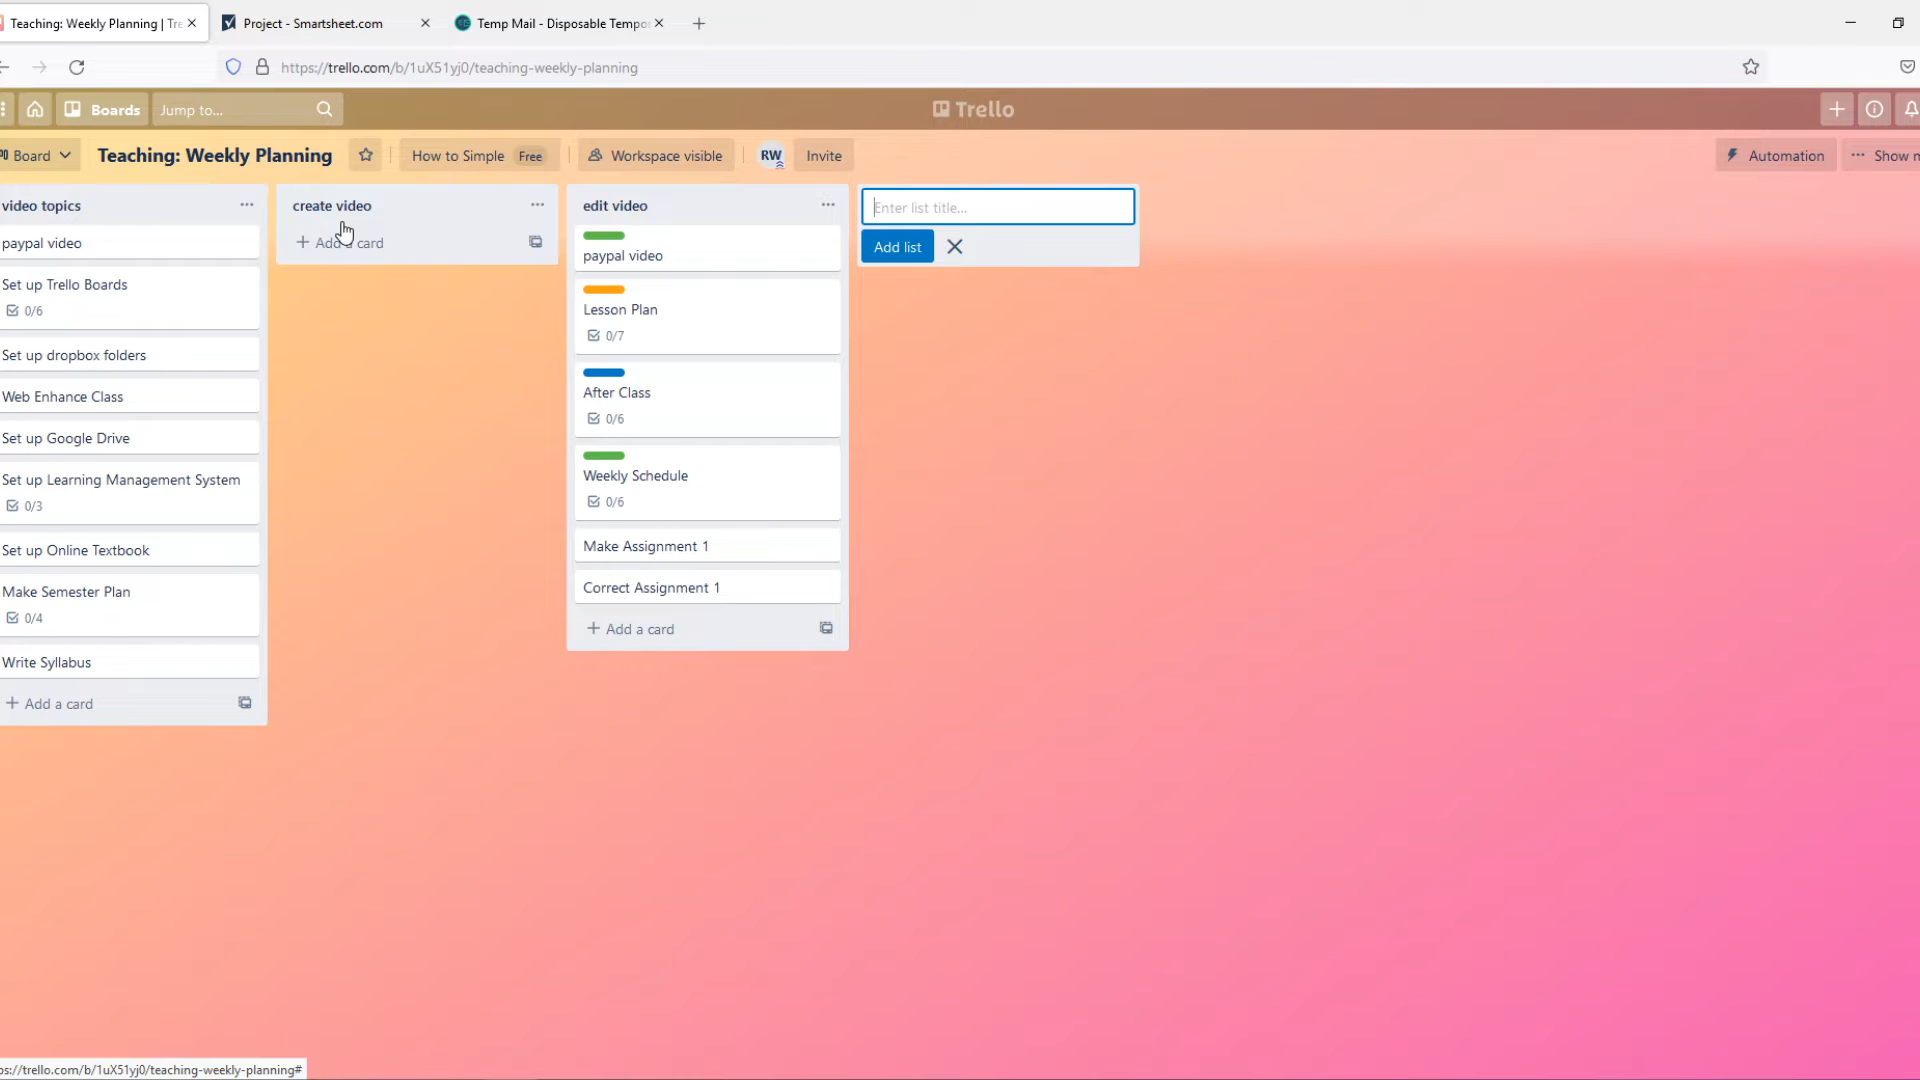 Teaching: Weekly Planning | Tre
Project - Smartsheet.com
Temp Mail - Disposable Tempo
https://trello.com/b/1uX51yj0/teaching-weekly-planning
Boards
Jump to...
Trello
Board
Teaching: Weekly Planning
How to Simple Free
Workspace visible
RW
Invite
Automation
Show m
video topics
paypal video
Set up Trello Boards
0/6
Set up dropbox folders
Web Enhance Class
Set up Google Drive
Set up Learning Management System
0/3
Set up Online Textbook
Make Semester Plan
0/4
Write Syllabus
+ Add a card
create video
+ Add a card
edit video
paypal video
Lesson Plan
0/7
After Class
0/6
Weekly Schedule
0/6
Make Assignment 1
Correct Assignment 1
+ Add a card
Enter list title...
Add list
ps://trello.com/b/1uX51yj0/teaching-weekly-planning#